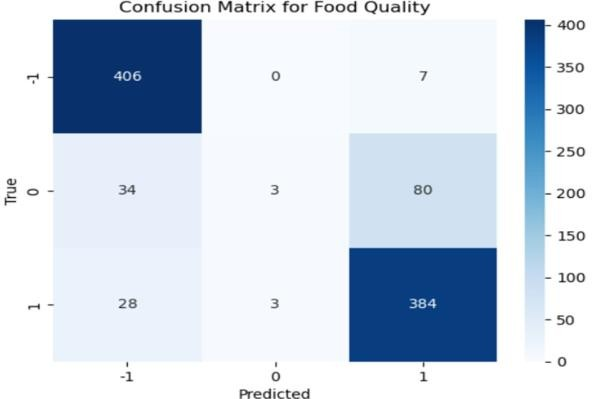 Confusion Matrix for Food Quality
400
-1 406 0 7
350
300
250
True 0 34 3 80
200
150
100
1 28 3 384
50
0
-1 0 1
Predicted